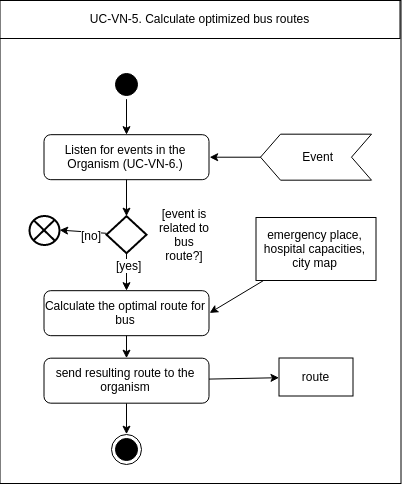 UC-VN-5. Calculate optimized bus routes
Listen for events in the
Organism (UC-VN-6.)
Event
[event is
related to
bus
route?]
[no]
[yes]
emergency place,
hospital capacities,
city map
Calculate the optimal route for
bus
send resulting route to the
organism
route